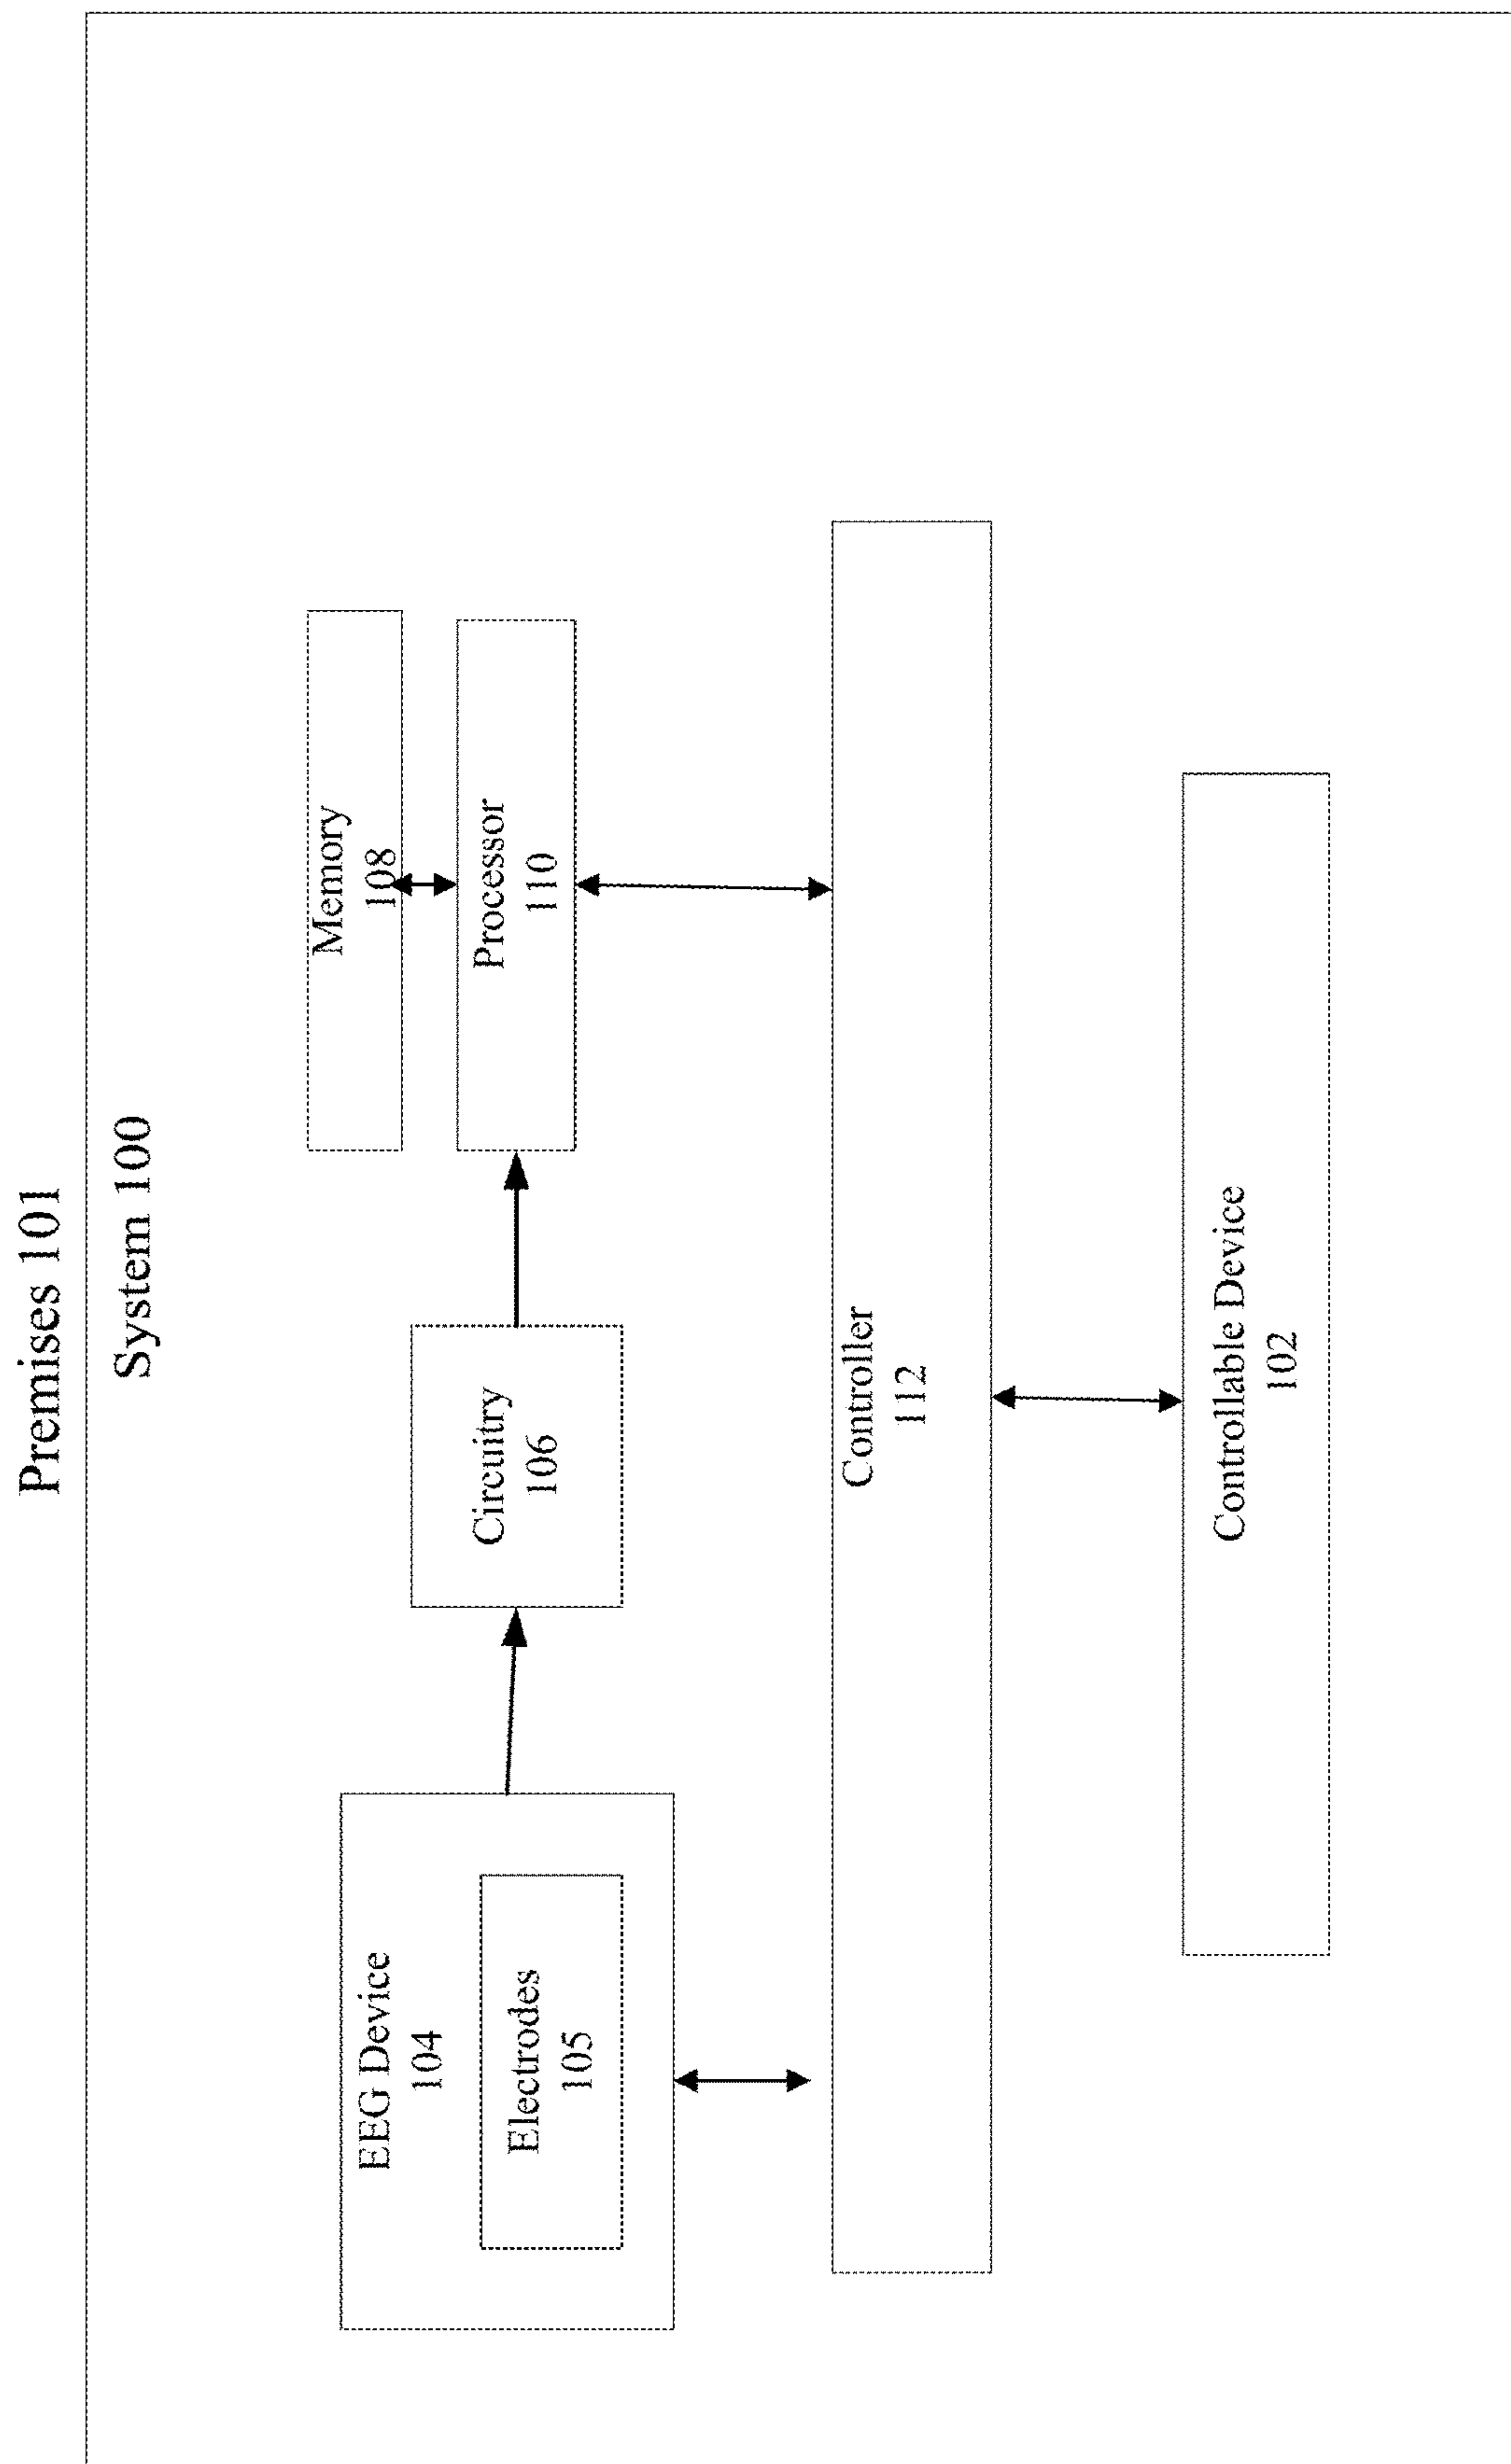 Premises 101
System 100
EEG Device
104
Electrodes
105
Circuitry
106
Memory
108
Processor
110
Controller
112
Controllable Device
102